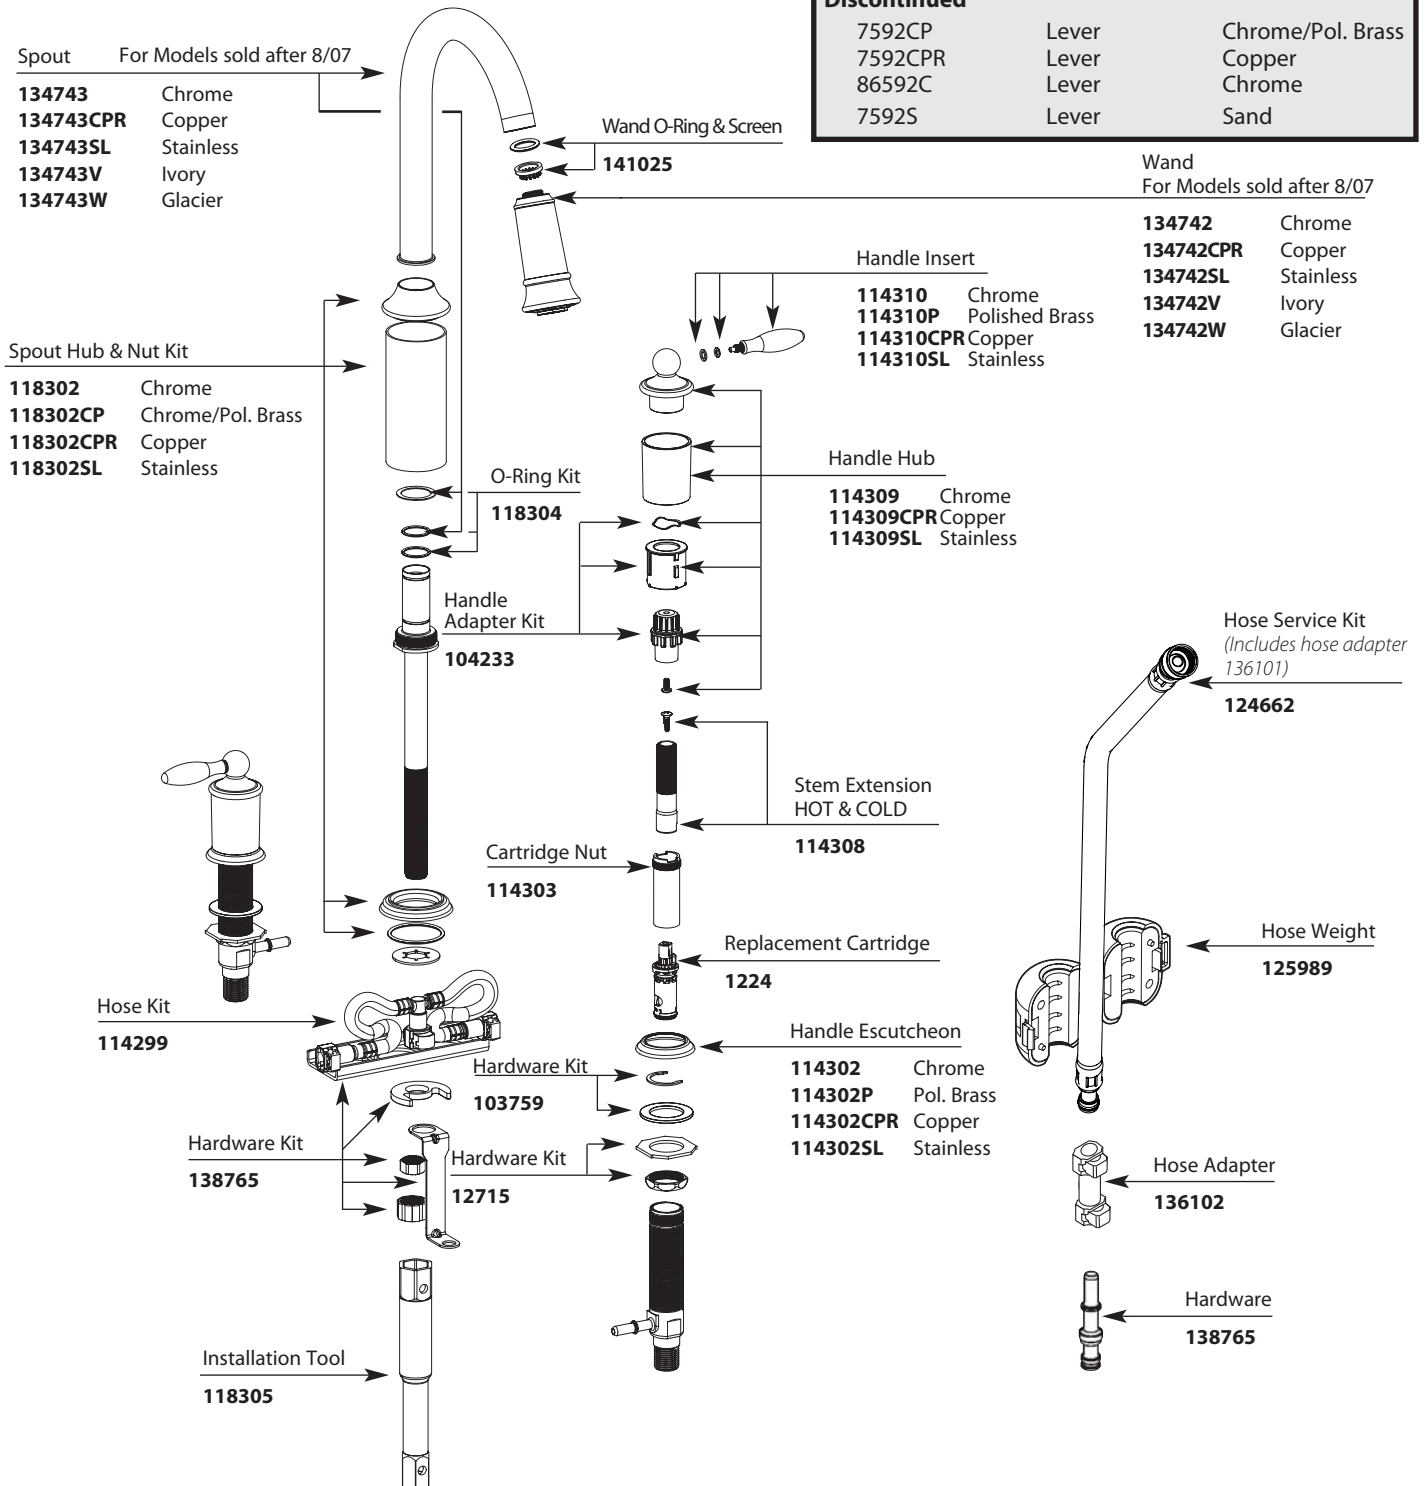 Discontinued
7592CP Lever Chrome/Pol. Brass
7592CPR Lever Copper
86592C Lever Chrome
7592S Lever Sand
Spout For Models sold after 8/07
134743 Chrome
134743CPR Copper
134743SL Stainless
134743V Ivory
134743W Glacier
Wand O-Ring & Screen
141025
Wand
For Models sold after 8/07
134742 Chrome
134742CPR Copper
134742SL Stainless
134742V Ivory
134742W Glacier
Handle Insert
114310 Chrome
114310P Polished Brass
114310CPR Copper
114310SL Stainless
Spout Hub & Nut Kit
118302 Chrome
118302CP Chrome/Pol. Brass
118302CPR Copper
118302SL Stainless
Handle Hub
114309 Chrome
114309CPR Copper
114309SL Stainless
O-Ring Kit
118304
Handle
Adapter Kit
104233
Hose Service Kit
(Includes hose adapter
136101)
124662
Stem Extension
HOT & COLD
114308
Cartridge Nut
114303
Replacement Cartridge
1224
Hose Weight
125989
Hose Kit
114299
Handle Escutcheon
114302 Chrome
114302P Pol. Brass
114302CPR Copper
114302SL Stainless
Hardware Kit
103759
Hardware Kit
138765
Hardware Kit
12715
Hose Adapter
136102
Hardware
138765
Installation Tool
118305